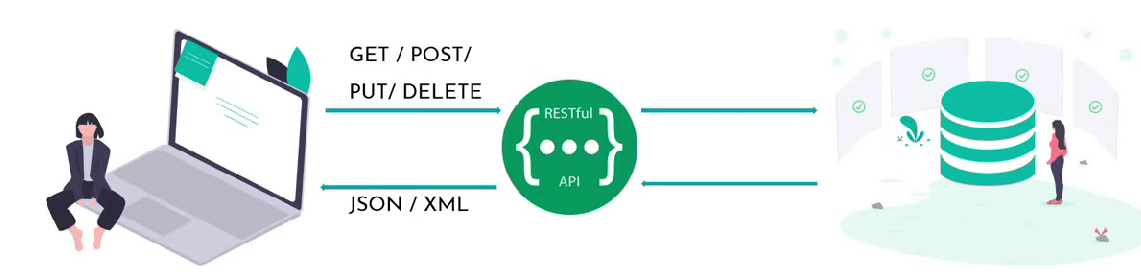 GET / POST/
PUT/ DELETE
RESTful
API
JSON / XML